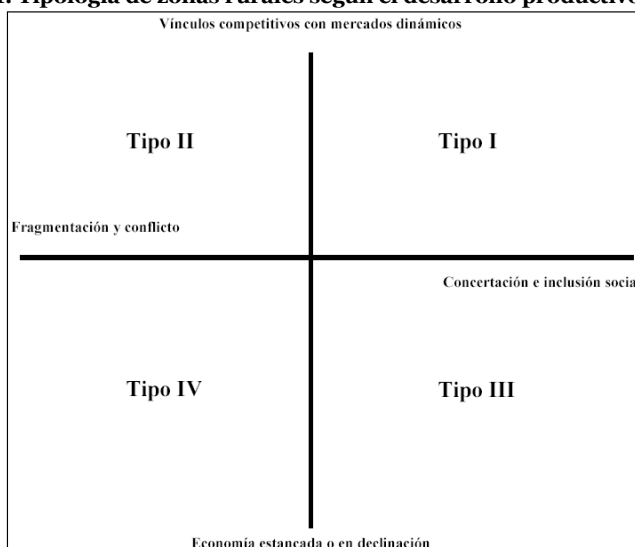 . Tipología de zonas rurales según el desarrollo productivo
Vínculos competitivos con mercados dinámicos
Tipo II
Tipo I
Fragmentación y conflicto
Concertación e inclusión socia
Tipo IV
Tipo III
Economía estancada o en declinación